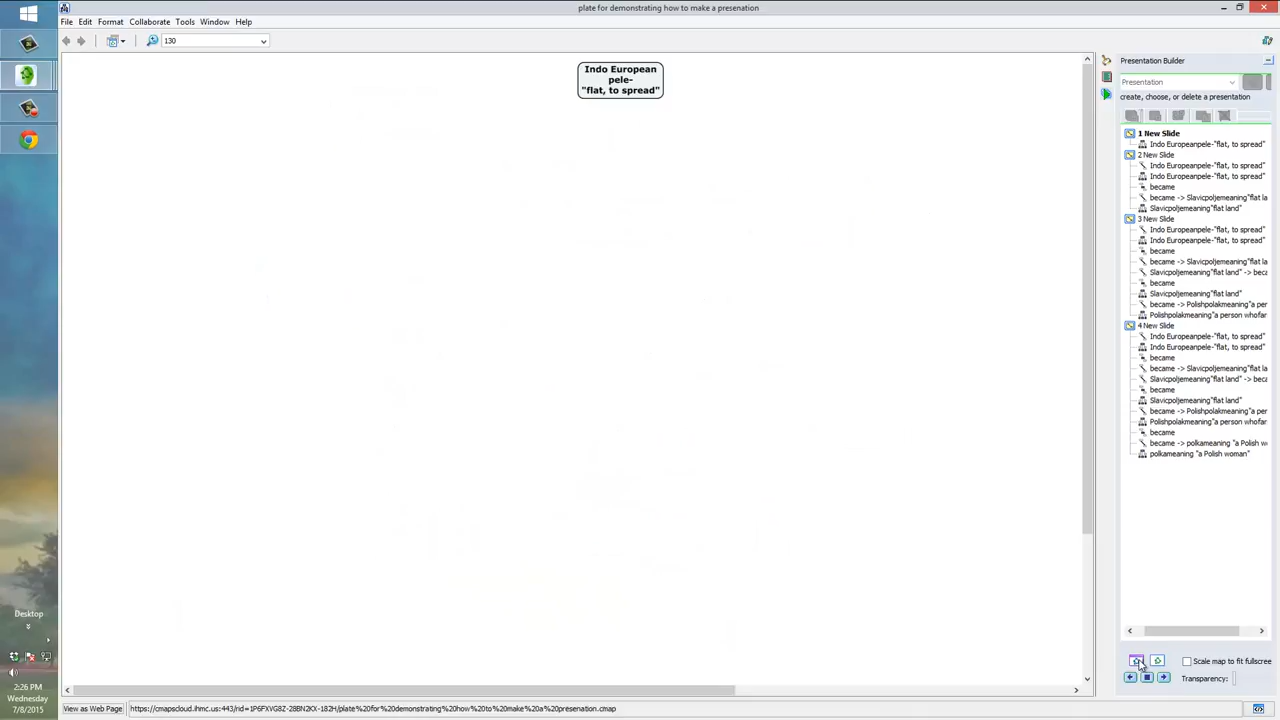 plate for demonstrating how to make a presenation
File Edit Format Collaborate Tools Window Help
130
Indo European
pele-
"flat, to spread"
Presentation Builder
Presentation
create, choose, or delete a presentation
1 New Slide
Indo Europeanpele-"flat, to spread"
2 New Slide
Indo Europeanpele-"flat, to spread"
Indo Europeanpele-"flat, to spread"
became
became -> Slavicpoljemeaning"flat la
Slavicpoljemeaning"flat land"
3 New Slide
Indo Europeanpele-"flat, to spread"
Indo Europeanpele-"flat, to spread"
became
became -> Slavicpoljemeaning"flat la
Slavicpoljemeaning"flat land" -> beca
became
Slavicpoljemeaning"flat land"
became -> Polishpolakmeaning"a per
Polishpolakmeaning"a person whofar
4 New Slide
Indo Europeanpele-"flat, to spread"
Indo Europeanpele-"flat, to spread"
became
became -> Slavicpoljemeaning"flat la
Slavicpoljemeaning"flat land" -> beca
became
Slavicpoljemeaning"flat land"
became -> Polishpolakmeaning"a per
Polishpolakmeaning"a person whofar
became
became -> polkameaning "a Polish wo
polkameaning "a Polish woman"
Scale map to fit fullscree
Transparency:
Desktop
2:26 PM
Wednesday
7/8/2015
View as Web Page
https://cmapscloud.ihmc.us:443/rid=1P6FXVG8Z-28BN2KX-182H/plate%20for%20demonstrating%20how%20to%20make%20a%20presenation.cmap